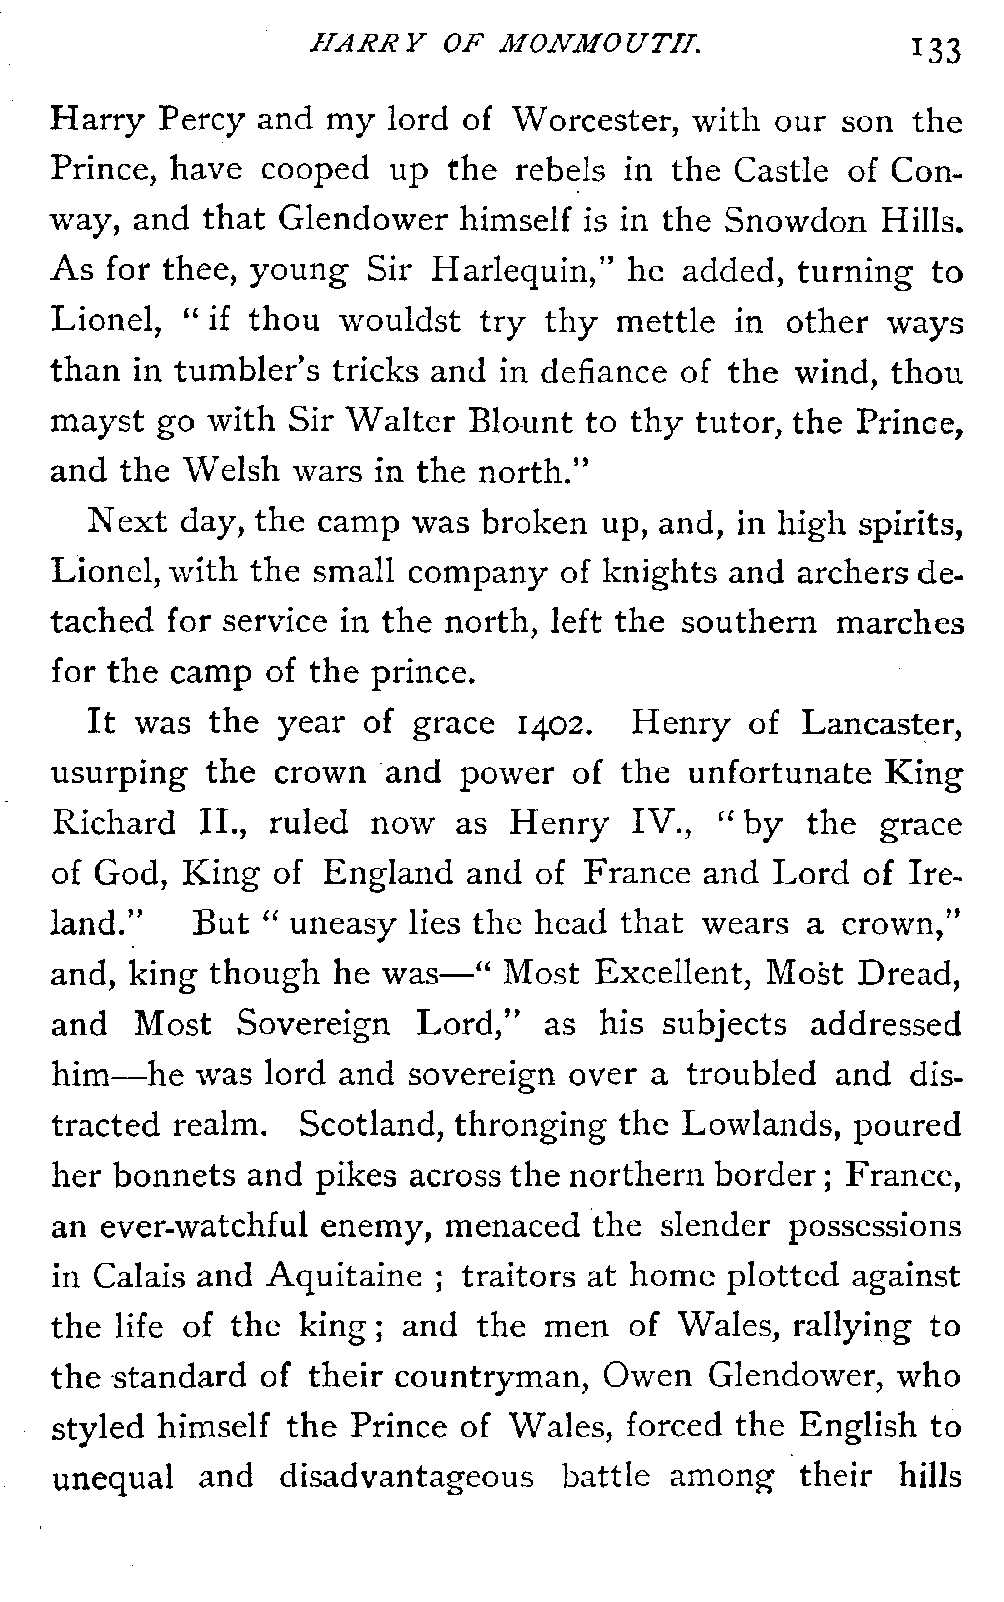 HARRY OF MONMOUTH. 133
Harry Percy and my lord of Worcester, with our son the
Prince, have cooped up the rebels in the Castle of Con-
way, and that Glendower himself is in the Snowdon Hills.
As for thee, young Sir Harlequin,” he added, turning to
Lionel, “ if thou wouldst try thy mettle in other ways
than in tumbler’s tricks and in defiance of the wind, thou
mayst go with Sir Walter Blount to thy tutor, the Prince,
and the Welsh wars in the north.”
Next day, the camp was broken up, and, in high spirits,
Lionel, with the small company of knights and archers de-
tached for service in the north, left the southern marches
for the camp of the prince.
It was the year of grace 1402. Henry of Lancaster,
usurping the crown and power of the unfortunate King
Richard II., ruled now as Henry IV., “ by the grace
of God, King of England and of France and Lord of Ire-
land.” But “ uneasy lies the head that wears a crown,”
and, king though he was—“ Most Excellent, Most Dread,
and Most Sovereign Lord,” as his subjects addressed
him—he was lord and sovereign over a troubled and dis-
tracted realm. Scotland, thronging the Lowlands, poured
her bonnets and pikes across the northern border ; France,
an ever-watchful enemy, menaced the slender possessions
in Calais and Aquitaine ; traitors at home plotted against
the life of the king ; and the men of Wales, rallying to
the standard of their countryman, Owen Glendower, who
styled himself the Prince of Wales, forced the English to
unequal and disadvantageous battle among their hills